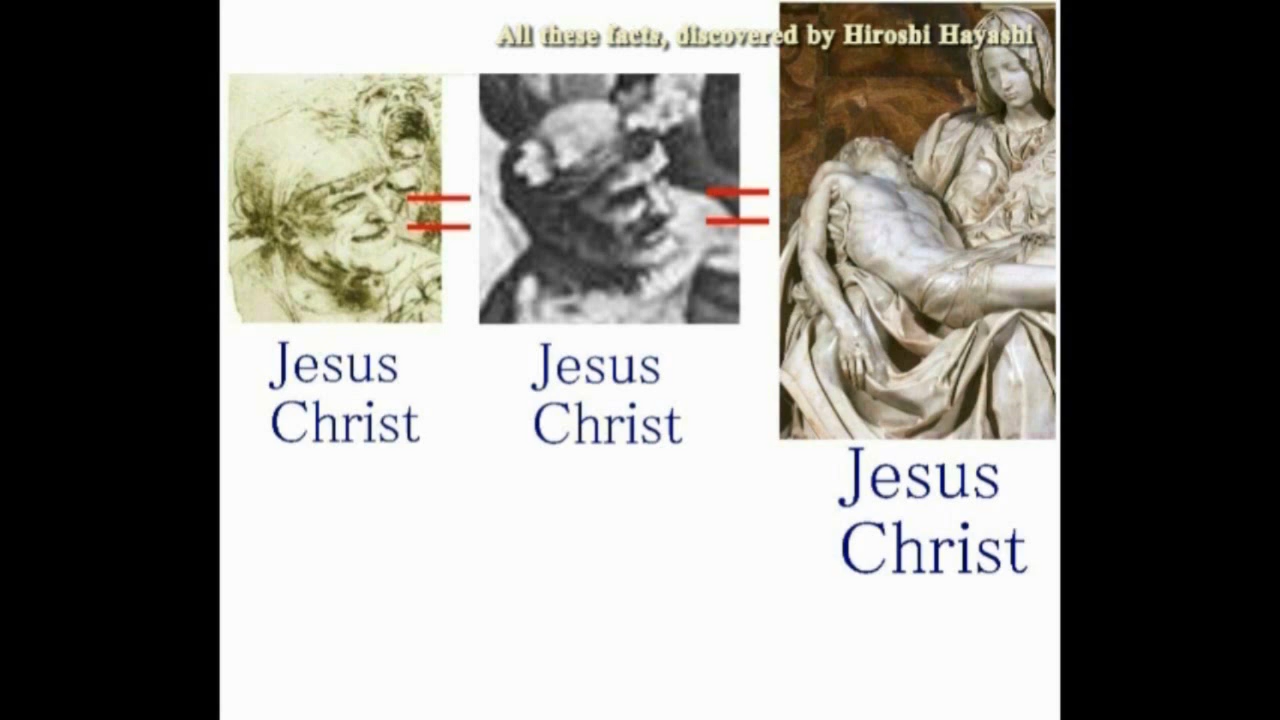 All these facts, discovered by Hiroshi Hayashi
Jesus
Christ
Jesus
Christ
Jesus
Christ